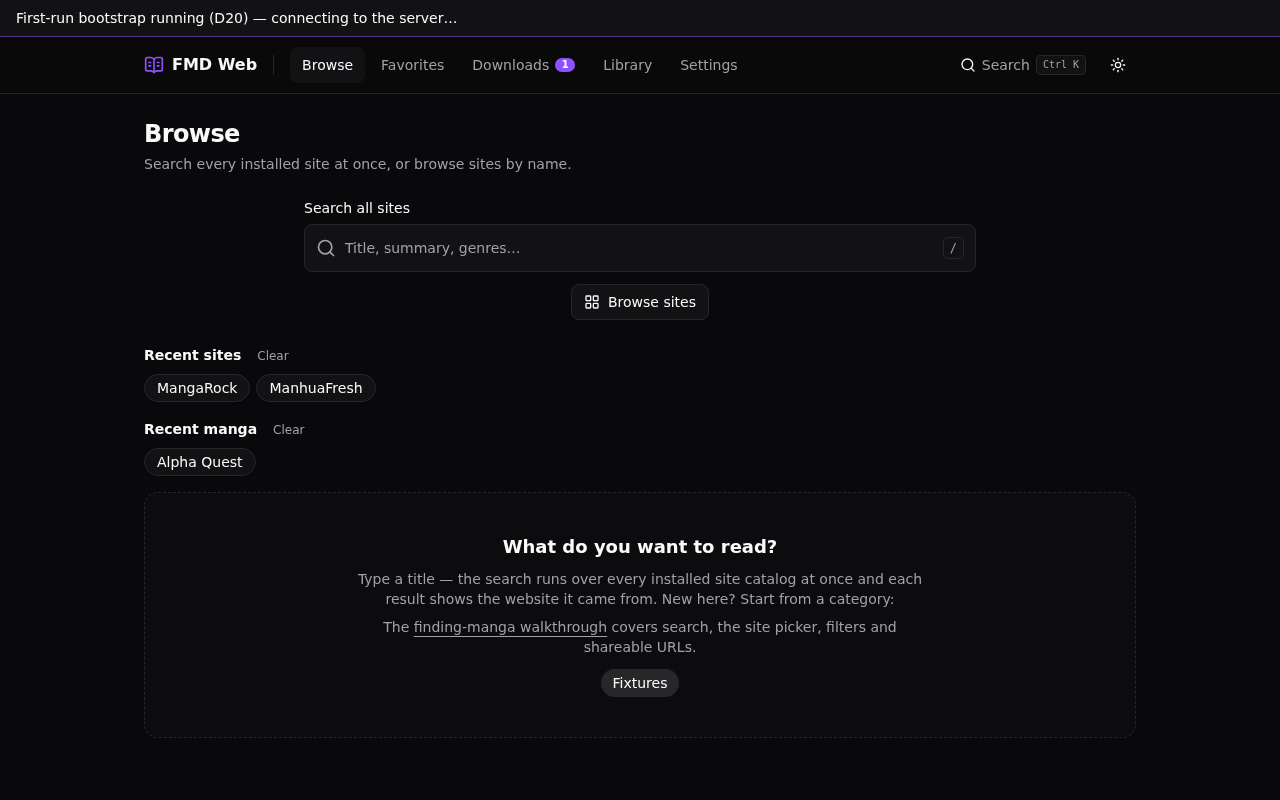 First-run bootstrap running (D20) — connecting to the server…
FMD Web
Browse
Favorites
Downloads 1
Library
Settings
Search Ctrl K
Browse
Search every installed site at once, or browse sites by name.
Search all sites
Title, summary, genres…
/
Browse sites
Recent sites Clear
MangaRock ManhuaFresh
Recent manga Clear
Alpha Quest
What do you want to read?
Type a title — the search runs over every installed site catalog at once and each
result shows the website it came from. New here? Start from a category:
The finding-manga walkthrough covers search, the site picker, filters and
shareable URLs.
Fixtures